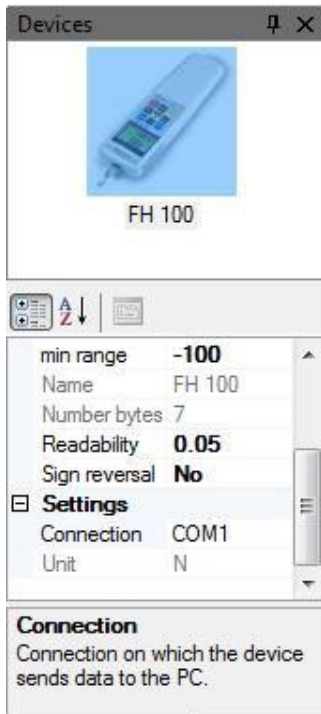 Devices
FH 100
A
Z
min range -100
Name FH 100
Number bytes 7
Readability 0.05
Sign reversal No
Settings
Connection COM1
Unit N
Connection
Connection on which the device
sends data to the PC.